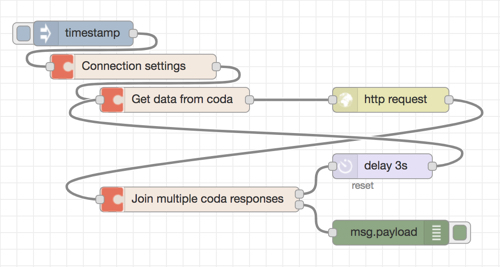 timestamp
Connection settings
Get data from coda
http request
delay 3s
reset
Join multiple coda responses
msg.payload